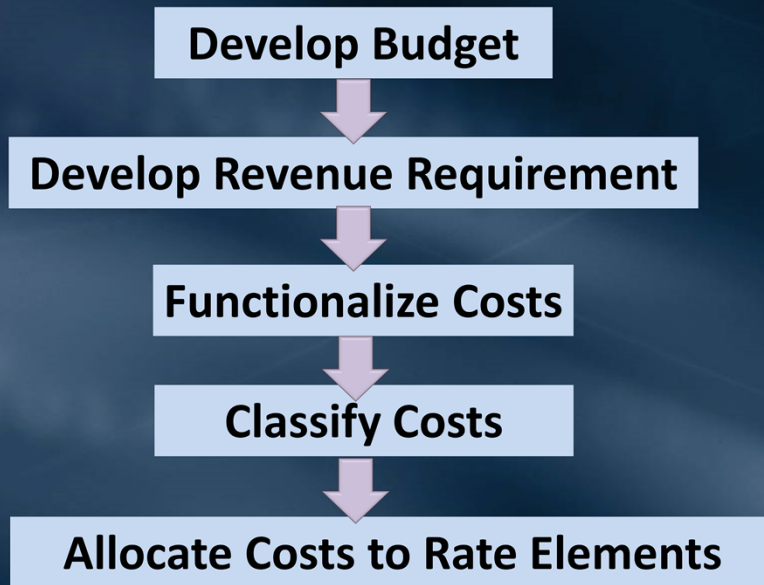 Develop Budget
Develop Revenue Requirement
Functionalize Costs
Classify Costs
Allocate Costs to Rate Elements